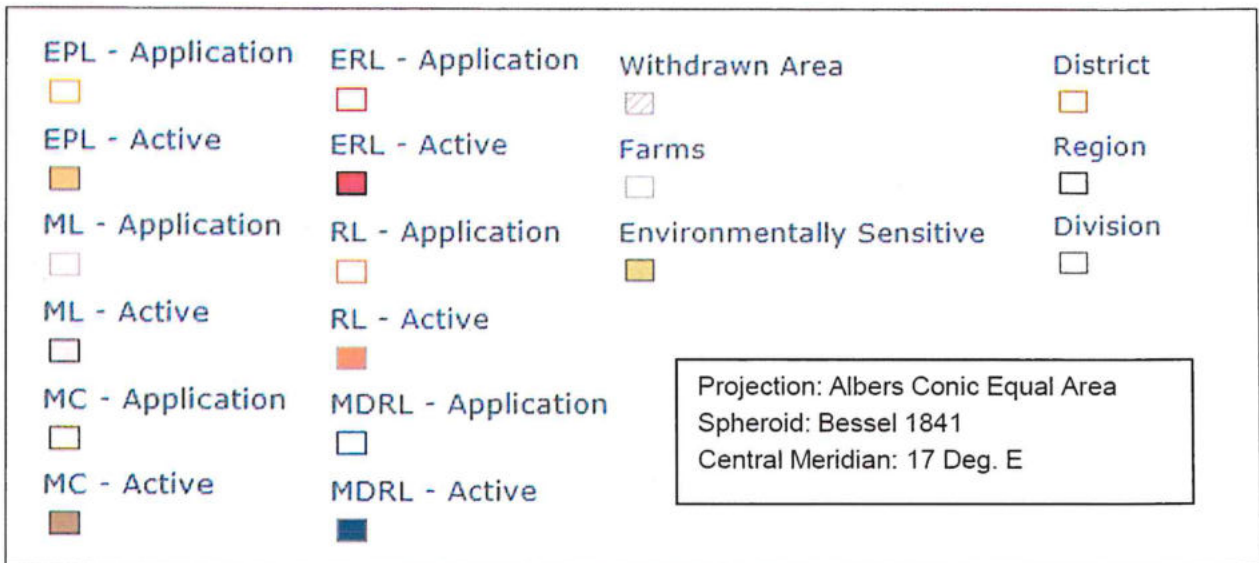 EPL - Application
EPL - Active
ML - Application
ML - Active
MC - Application
MC - Active
ERL - Application
ERL - Active
RL - Application
RL - Active
MDRL - Application
MDRL - Active
Withdrawn Area
Farms
Environmentally Sensitive
District
Region
Division
Projection: Albers Conic Equal Area
Spheroid: Bessel 1841
Central Meridian: 17 Deg. E